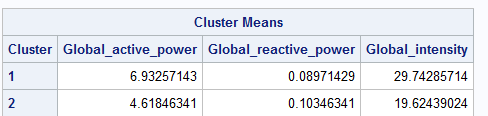 Cluster Means
Cluster Global_active_power Global_reactive_power Global_intensity
1 6.93257143 0.08971429 29.74285714
2 4.61846341 0.10346341 19.62439024